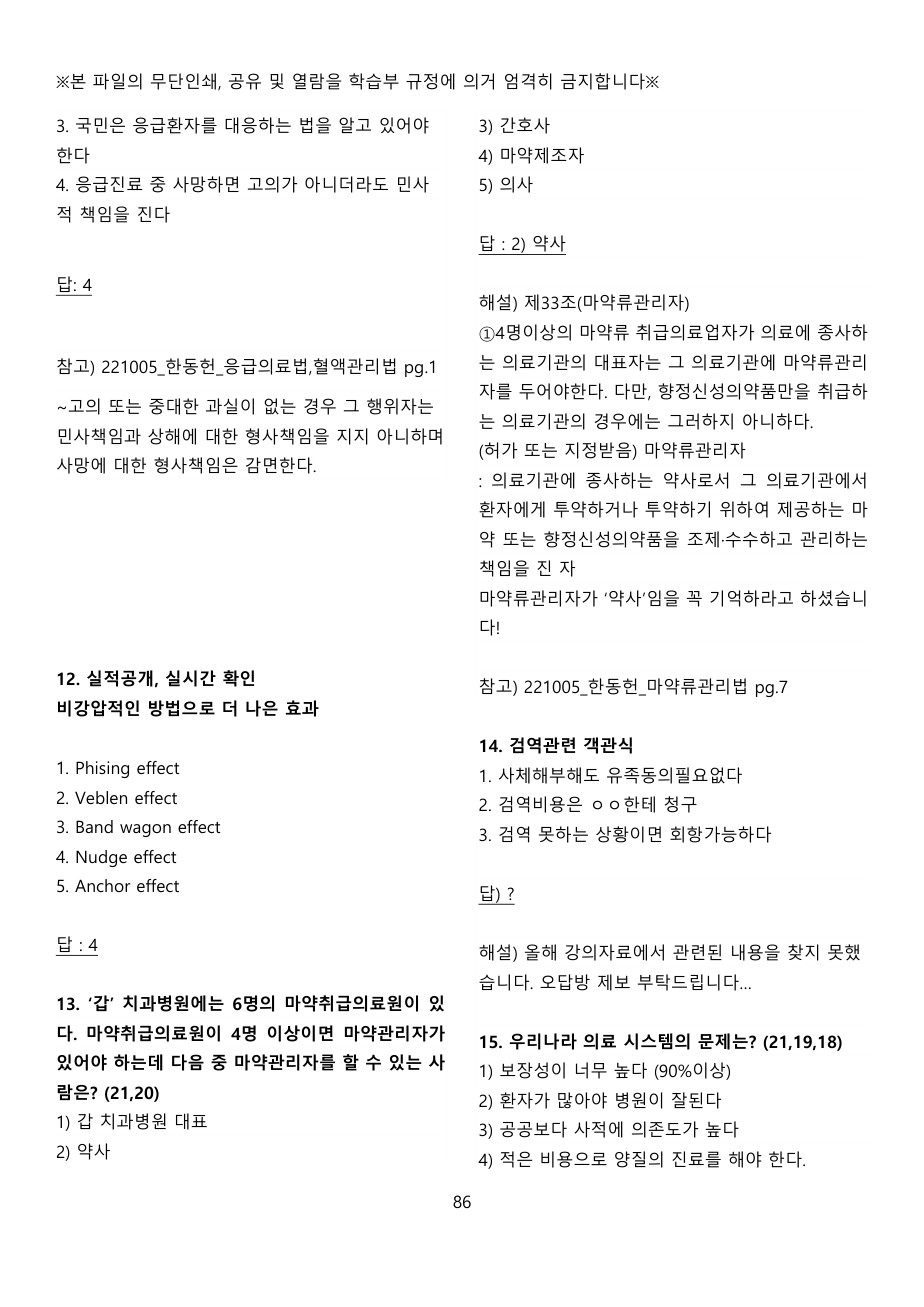 ※본 파일의 무단인쇄, 공유 및 열람을 학습부 규정에 의거 엄격히 금지합니다※
3. 국민은 응급환자를 대응하는 법을 알고 있어야
한다
4. 응급진료 중 사망하면 고의가 아니더라도 민사
적 책임을 진다
답: 4
참고) 221005_한동헌_응급의료법,혈액관리법 pg.1
~고의 또는 중대한 과실이 없는 경우 그 행위자는
민사책임과 상해에 대한 형사책임을 지지 아니하며
사망에 대한 형사책임은 감면한다.
12. 실적공개, 실시간 확인
비강압적인 방법으로 더 나은 효과
1. Phising effect
2. Veblen effect
3. Band wagon effect
4. Nudge effect
5. Anchor effect
답 : 4
13. ‘갑’ 치과병원에는 6명의 마약취급의료원이 있
다. 마약취급의료원이 4명 이상이면 마약관리자가
있어야 하는데 다음 중 마약관리자를 할 수 있는 사
람은? (21,20)
1) 갑 치과병원 대표
2) 약사
3) 간호사
4) 마약제조자
5) 의사
답 : 2) 약사
해설) 제33조(마약류관리자)
①4명이상의 마약류 취급의료업자가 의료에 종사하
는 의료기관의 대표자는 그 의료기관에 마약류관리
자를 두어야한다. 다만, 향정신성의약품만을 취급하
는 의료기관의 경우에는 그러하지 아니하다.
(허가 또는 지정받음) 마약류관리자
: 의료기관에 종사하는 약사로서 그 의료기관에서
환자에게 투약하거나 투약하기 위하여 제공하는 마
약 또는 향정신성의약품을 조제·수수하고 관리하는
책임을 진 자
마약류관리자가 ‘약사’임을 꼭 기억하라고 하셨습니
다!
참고) 221005_한동헌_마약류관리법 pg.7
14. 검역관련 객관식
1. 사체해부해도 유족동의필요없다
2. 검역비용은 ㅇㅇ한테 청구
3. 검역 못하는 상황이면 회항가능하다
답) ?
해설) 올해 강의자료에서 관련된 내용을 찾지 못했
습니다. 오답방 제보 부탁드립니다...
15. 우리나라 의료 시스템의 문제는? (21,19,18)
1) 보장성이 너무 높다 (90%이상)
2) 환자가 많아야 병원이 잘된다
3) 공공보다 사적에 의존도가 높다
4) 적은 비용으로 양질의 진료를 해야 한다.
86